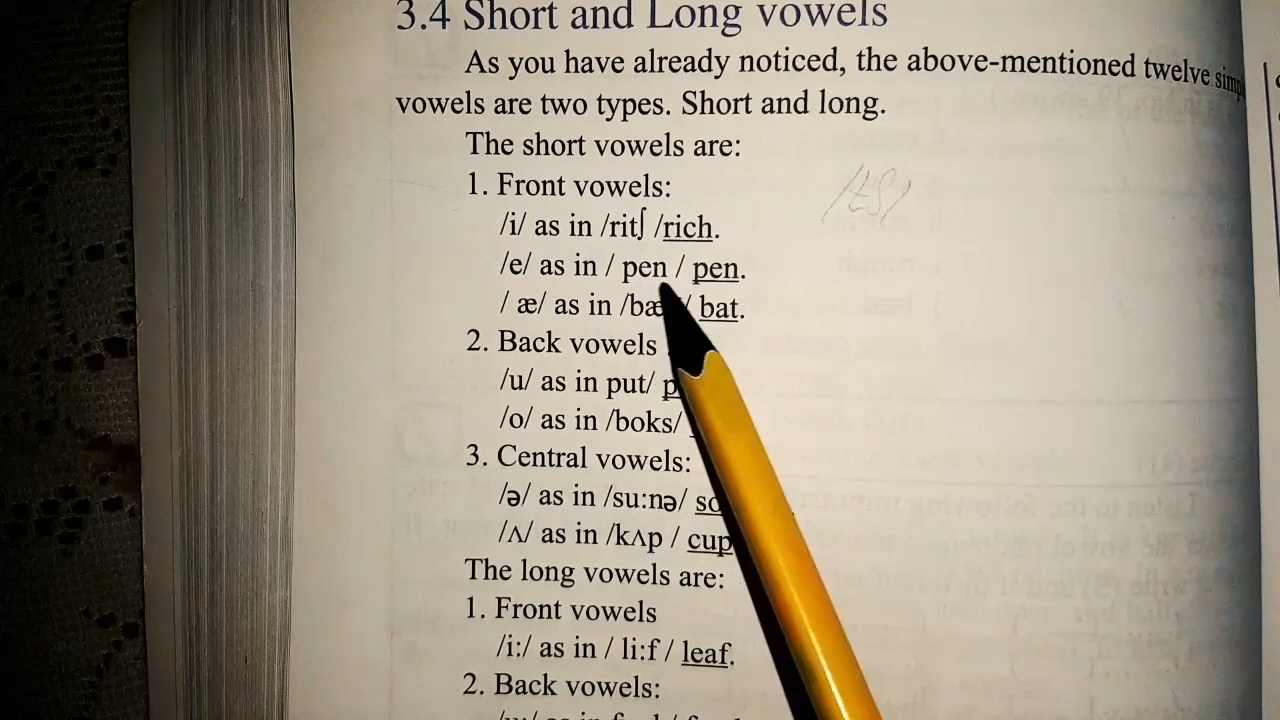 3.4 Short and Long vowels
As you have already noticed, the above-mentioned twelve
vowels are two types. Short and long.
The short vowels are:
1. Front vowels:
/i/ as in /ritʃ /rich.
/e/ as in / pen / pen.
/ æ/ as in / bat.
2. Back vowels
/u/ as in put/
/o/ as in /boks/
3. Central vowels:
/ə/ as in /su:nə/
/ʌ/ as in /kʌp / cup
The long vowels are:
1. Front vowels
/i:/ as in / li:f / leaf.
2. Back vowels: